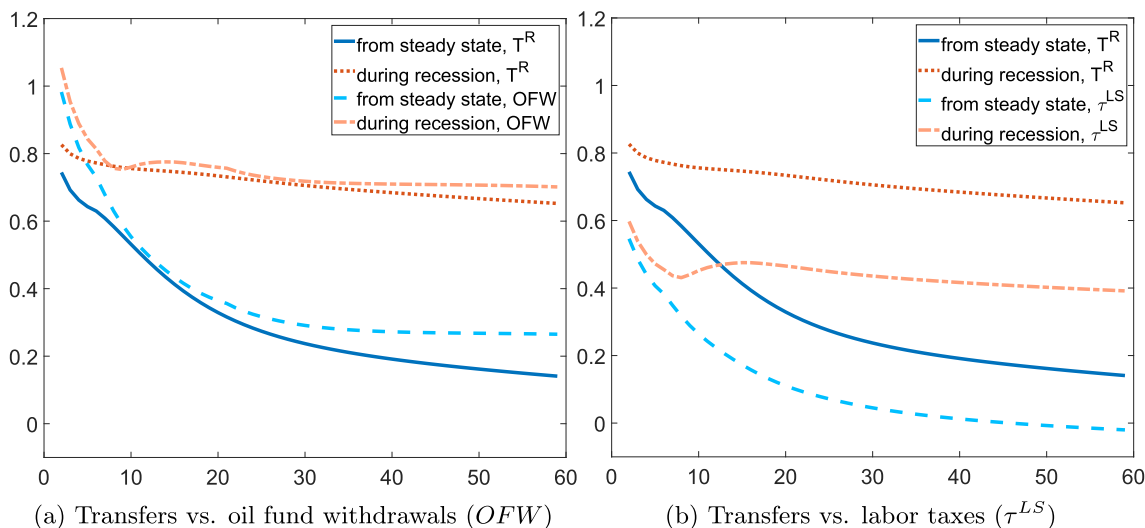 1.2
1
0.8
0.6
0.4
0.2
0
0 10 20 30 40 50 60
from steady state, T^R
during recession, T^R
from steady state, OFW
during recession, OFW
(a) Transfers vs. oil fund withdrawals (OFW)
1.2
1
0.8
0.6
0.4
0.2
0
0 10 20 30 40 50 60
from steady state, T^R
during recession, T^R
from steady state, τ^LS
during recession, τ^LS
(b) Transfers vs. labor taxes (τ^LS)